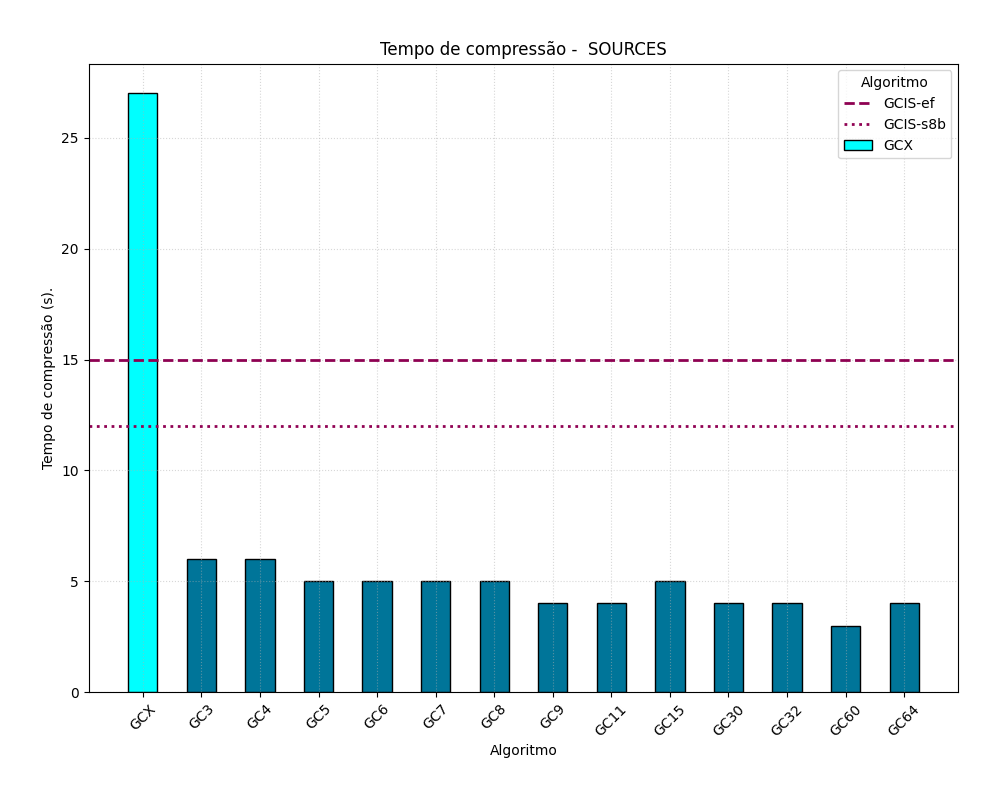 Tempo de compressão -  SOURCES
Algoritmo
GCIS-ef
GCIS-s8b
GCX
Tempo de compressão (s).
25
20
15
10
5
0
GCX GC3 GC4 GC5 GC6 GC7 GC8 GC9 GC11 GC15 GC30 GC32 GC60 GC64
Algoritmo